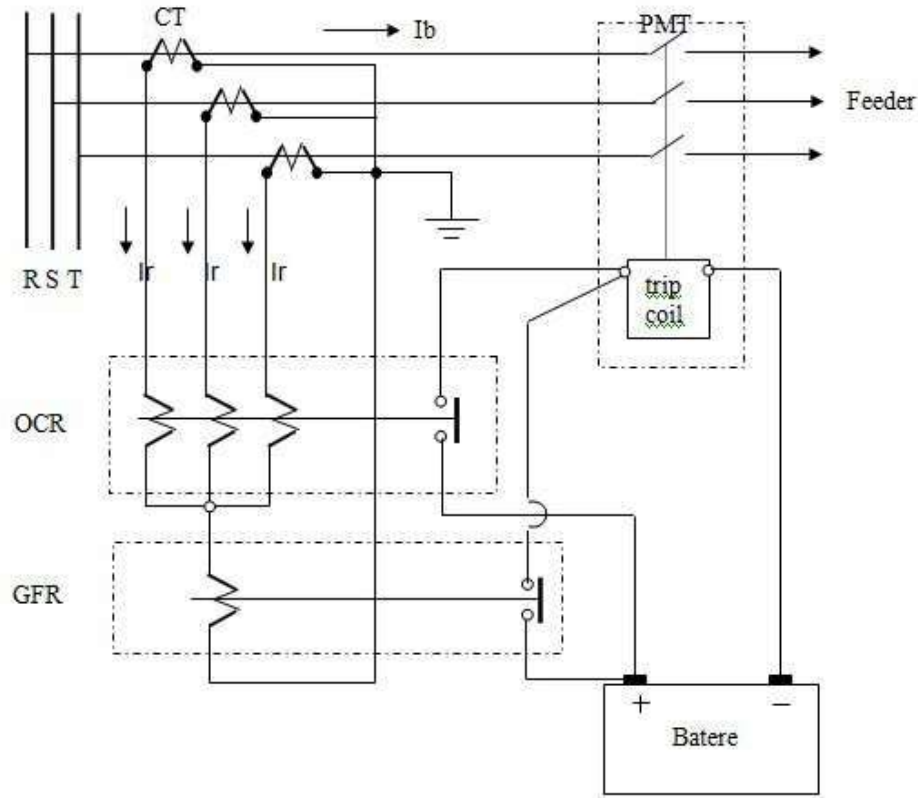 CT
Ib
PMT
Feeder
R S T
Ir
Ir
Ir
trip
coil
OCR
GFR
+
−
Batere